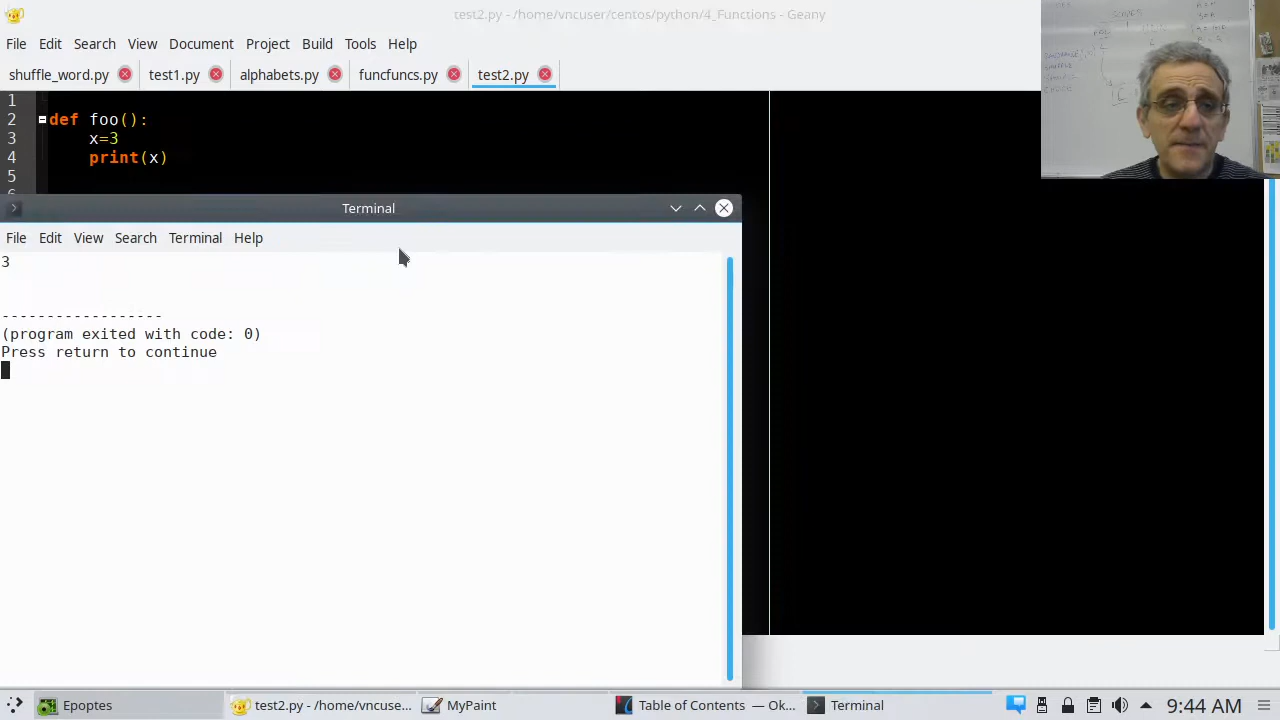 test2.py - /home/vncuser/centos/python/4_Functions - Geany
File Edit Search View Document Project Build Tools Help
shuffle_word.py test1.py alphabets.py funcfuncs.py test2.py
1
2 def foo():
3 x=3
4 print(x)
5
6
Terminal
File Edit View Search Terminal Help
3
------------------
(program exited with code: 0)
Press return to continue
Epoptes test2.py - /home/vncuse... MyPaint Table of Contents — Ok... Terminal 9:44 AM